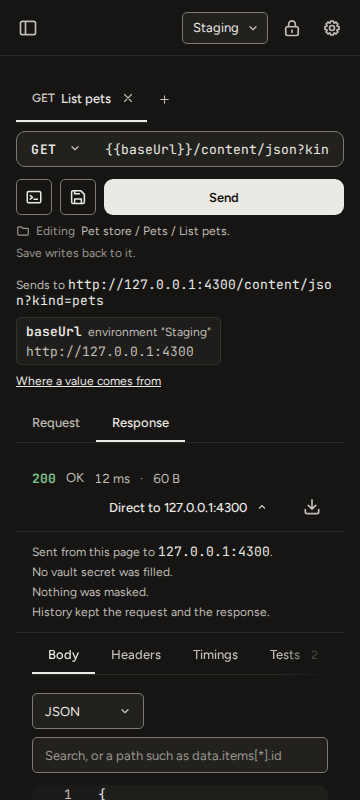 Staging
GET List pets
GET {{baseUrl}}/content/json?kin
Send
Editing Pet store / Pets / List pets.
Save writes back to it.
Sends to http://127.0.0.1:4300/content/jso
n?kind=pets
baseUrl environment "Staging"
http://127.0.0.1:4300
Where a value comes from
Request Response
200 OK 12 ms · 60 B
Direct to 127.0.0.1:4300
Sent from this page to 127.0.0.1:4300.
No vault secret was filled.
Nothing was masked.
History kept the request and the response.
Body Headers Timings Tests 2
JSON
Search, or a path such as data.items[*].id
1 {